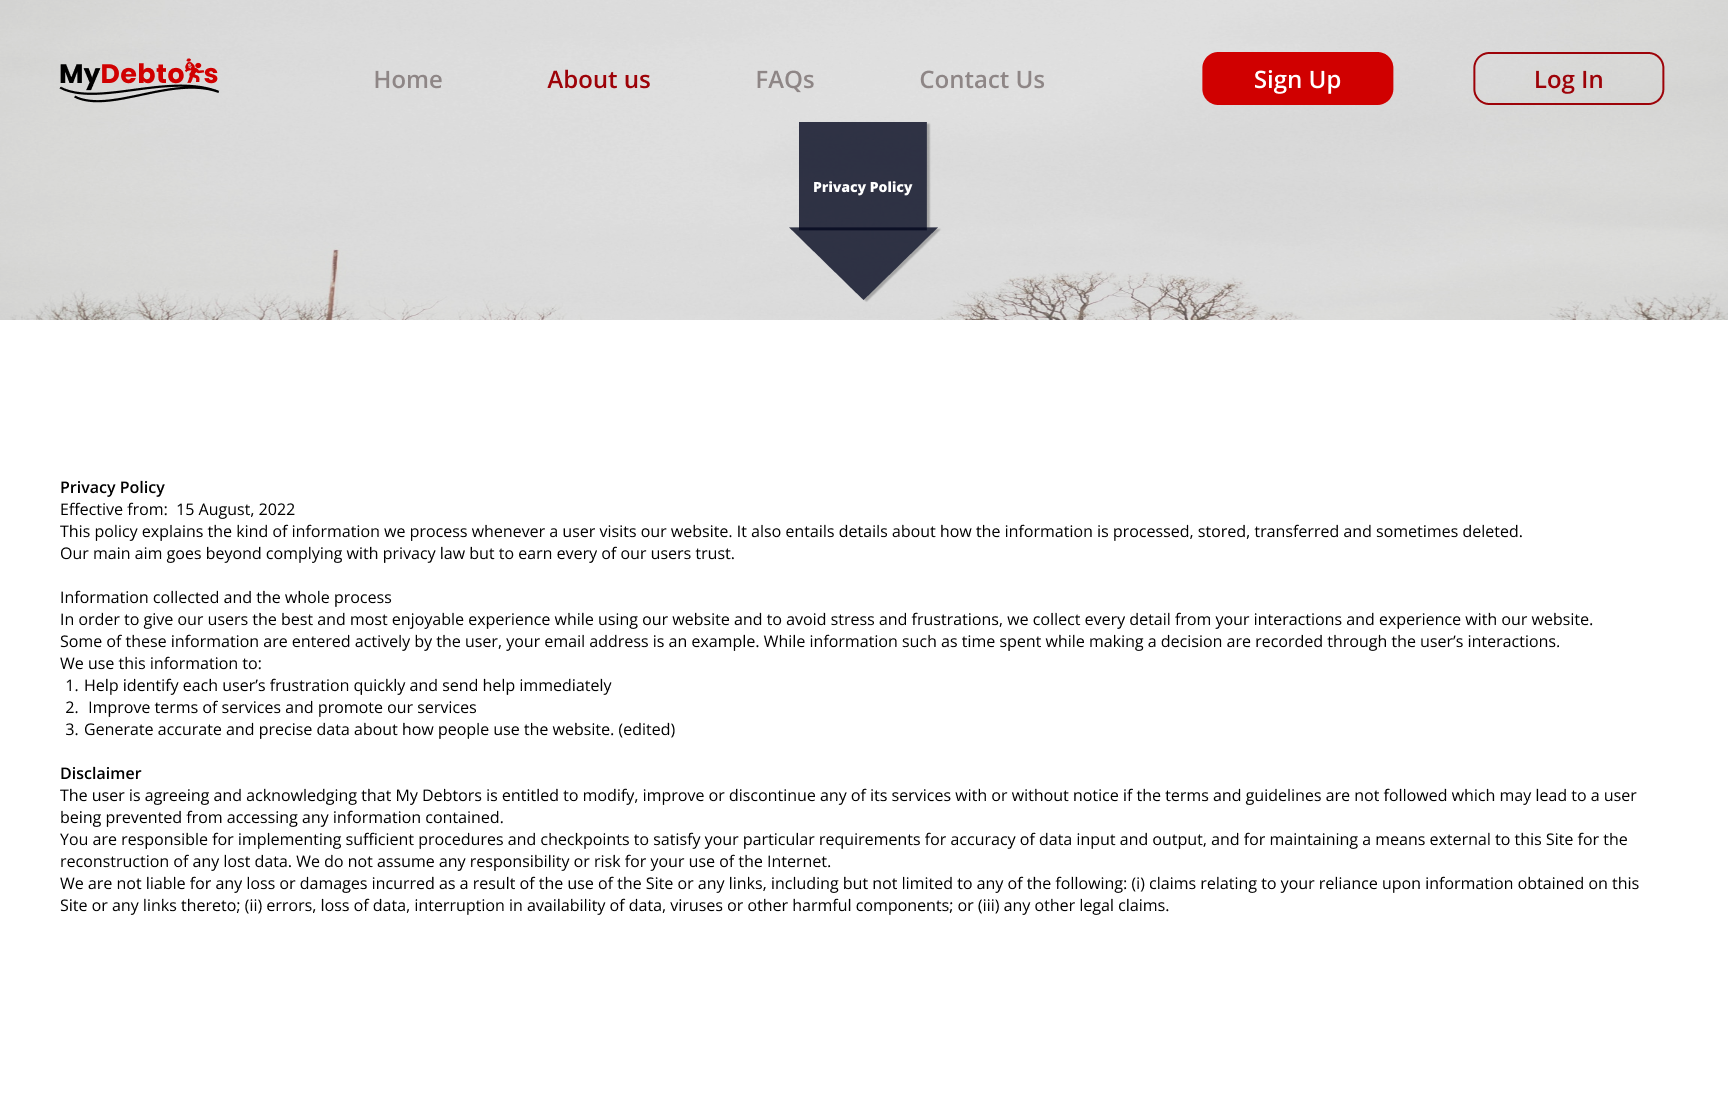 MyDebtors
Home
About us
FAQs
Contact Us
Sign Up
Log In
Privacy Policy
Privacy Policy
Effective from:  15 August, 2022
This policy explains the kind of information we process whenever a user visits our website. It also entails details about how the information is processed, stored, transferred and sometimes deleted.
Our main aim goes beyond complying with privacy law but to earn every of our users trust.
Information collected and the whole process
In order to give our users the best and most enjoyable experience while using our website and to avoid stress and frustrations, we collect every detail from your interactions and experience with our website.
Some of these information are entered actively by the user, your email address is an example. While information such as time spent while making a decision are recorded through the user’s interactions.
We use this information to:
1. Help identify each user’s frustration quickly and send help immediately
2.  Improve terms of services and promote our services
3. Generate accurate and precise data about how people use the website. (edited)
Disclaimer
The user is agreeing and acknowledging that My Debtors is entitled to modify, improve or discontinue any of its services with or without notice if the terms and guidelines are not followed which may lead to a user
being prevented from accessing any information contained.
You are responsible for implementing sufficient procedures and checkpoints to satisfy your particular requirements for accuracy of data input and output, and for maintaining a means external to this Site for the
reconstruction of any lost data. We do not assume any responsibility or risk for your use of the Internet.
We are not liable for any loss or damages incurred as a result of the use of the Site or any links, including but not limited to any of the following: (i) claims relating to your reliance upon information obtained on this
Site or any links thereto; (ii) errors, loss of data, interruption in availability of data, viruses or other harmful components; or (iii) any other legal claims.